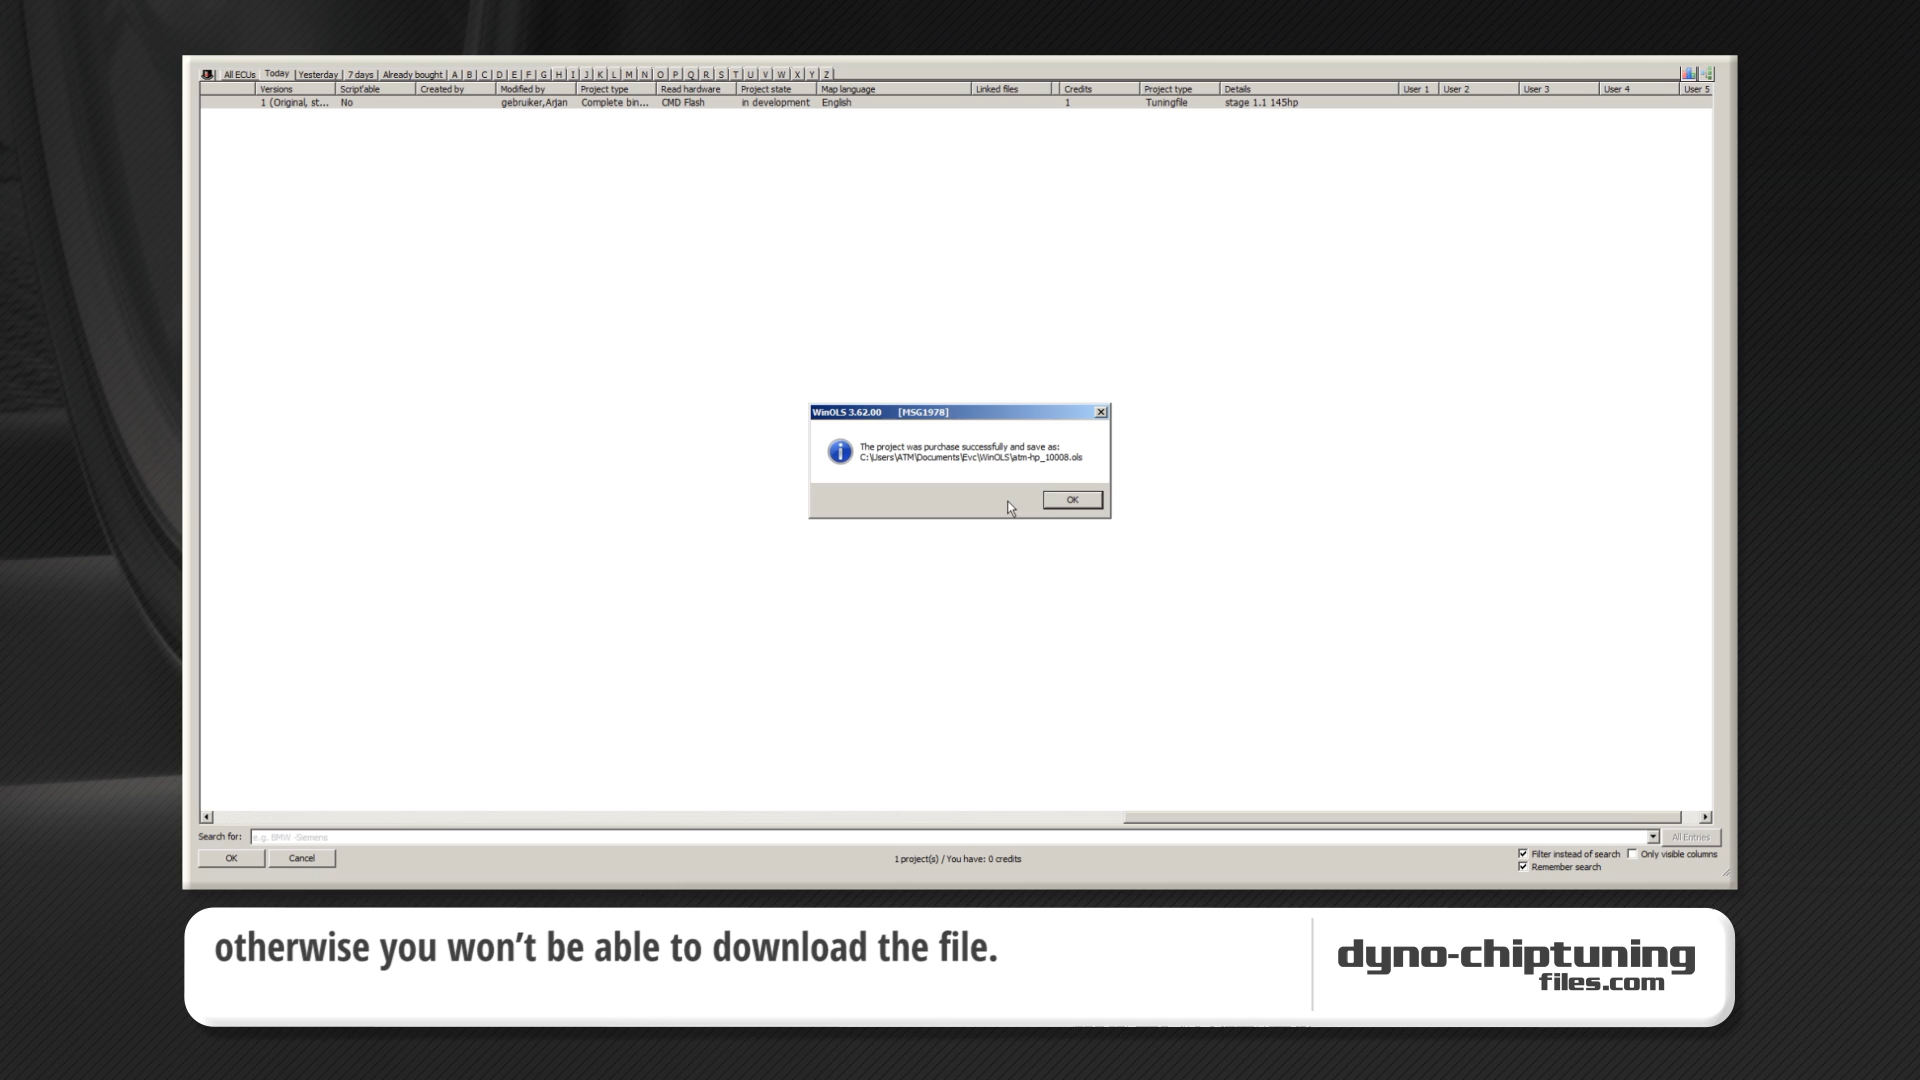 All ECUs Today Yesterday 7 days Already bought A B C D E F G H I J K L M N O P Q R S T U V W X Y Z
Versions Script'able Created by Modified by Project type Read hardware Project state Map language Linked files Credits Project type Details User 1 User 2 User 3 User 4 User 5
1 (Original, st... No gebruiker,Arjan Complete bin... CMD Flash in development English 1 Tuningfile stage 1.1 145hp
WinOLS 3.62.00 [MSG1978]
The project was purchase successfully and save as:
C:\Users\ATM\Documents\Evc\WinOLS\atm-hp_10008.ols
OK
Search for: e.g. BMW -Siemens All Entries
OK Cancel 1 project(s) / You have: 0 credits Filter instead of search Only visible columns
Remember search
otherwise you won't be able to download the file.
dyno-chiptuning
files.com